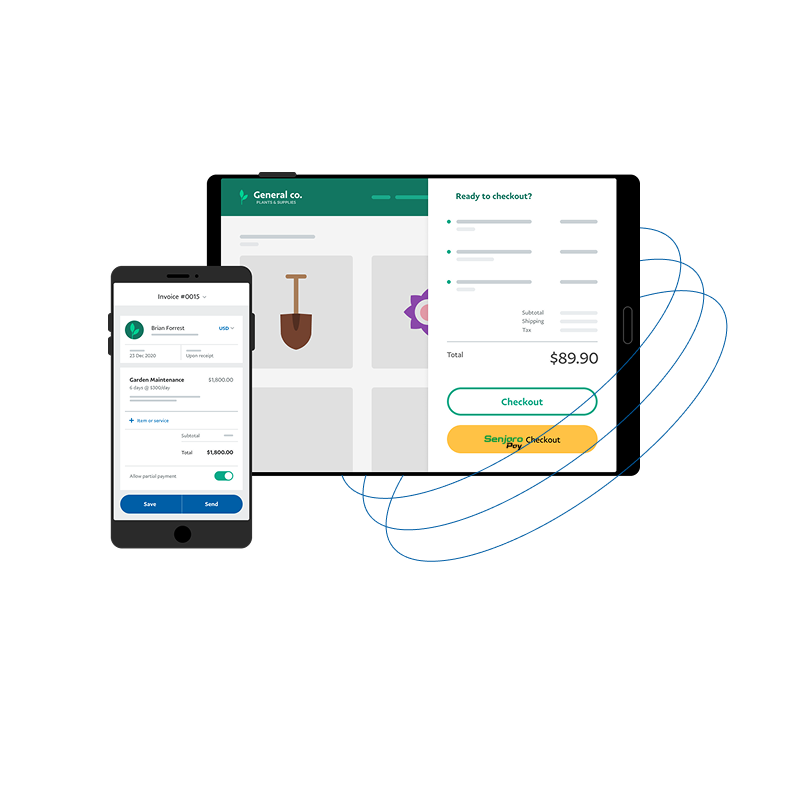 General co.
PLANTS & SUPPLIES
Ready to checkout?
Subtotal
Shipping
Tax
Total
$89.90
Checkout
Senjoro Pay Checkout
Invoice #0015
Brian Forrest
USD
23 Dec 2020
Upon receipt
Garden Maintenance
$1,800.00
6 days @ $300/day
+ Item or service
Subtotal
Total
$1,800.00
Allow partial payment
Save
Send